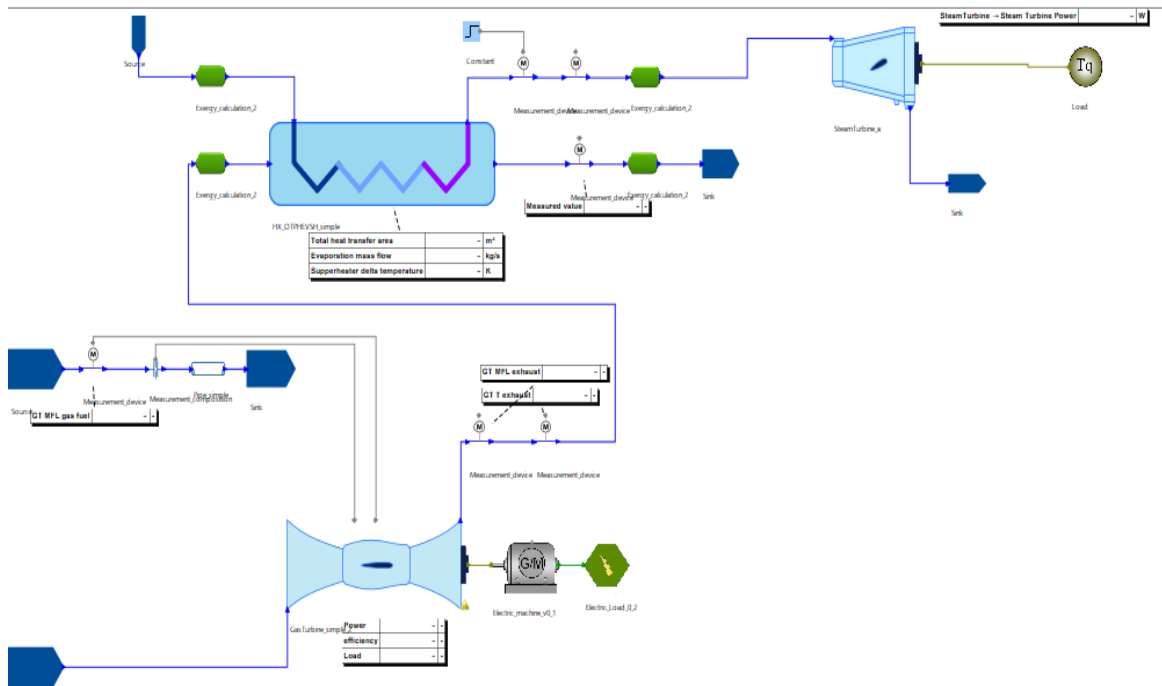 SteamTurbine → Steam Turbine Power - W
Source
Constant
M M
Tq
Exergy_calculation_2
Measurement_device Measurement_device Exergy_calculation_2
Load
SteamTurbine_a
M
Exergy_calculation_2
Measurement_device Exergy_calculation_2 Sink
Measured value - -
Sink
HX_OTPHEVSH_simple
Total heat transfer area - m²
Evaporation mass flow - kg/s
Supperheater delta temperature - K
M
GT MFL exhaust - -
GT T exhaust - -
Source Measurement_device Measurement_composition Pipe_simple Sink
GT MFL gas fuel - -
M M
Measurement_device Measurement_device
G/M
Electric_machine_v0_1 Electric_Load_0_2
GasTurbine_simple_2
Power - -
efficiency - -
Load - -